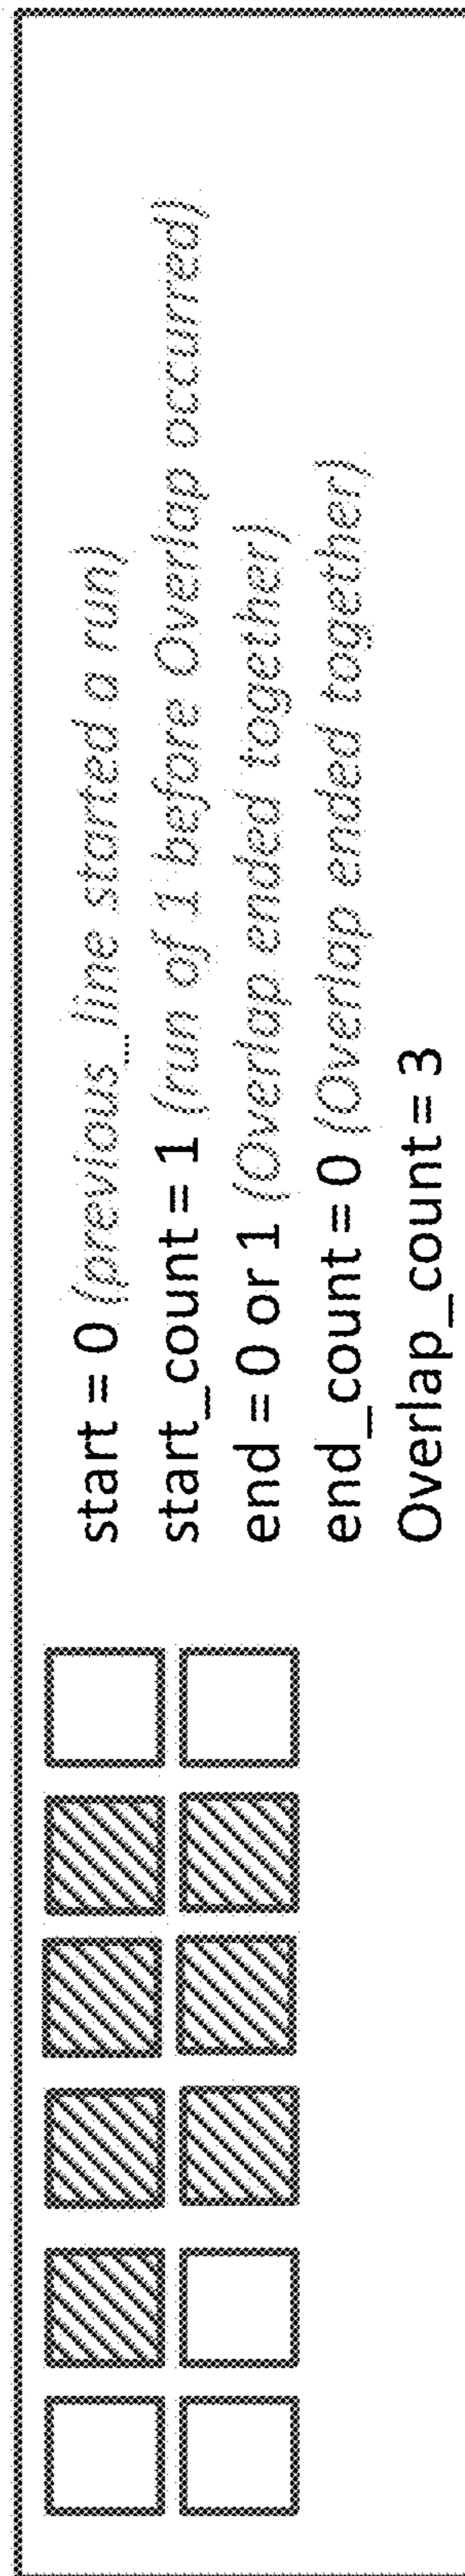 start = 0 (previous_line started a run)
start_count = 1 (run of 1 before Overlap occurred)
end = 0 or 1 (Overlap ended together)
end_count = 0 (Overlap ended together)
Overlap_count = 3